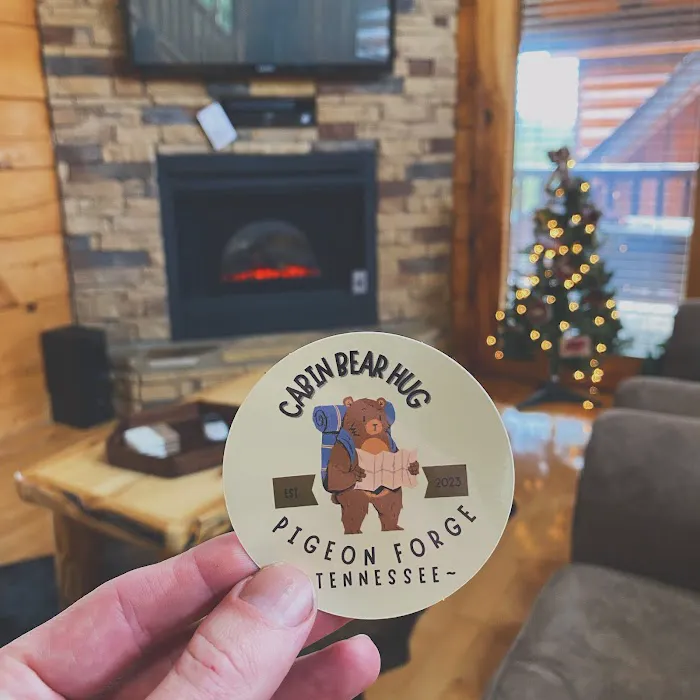 CABIN BEAR HUG
EST 2023
PIGEON FORGE
TENNESSEE~